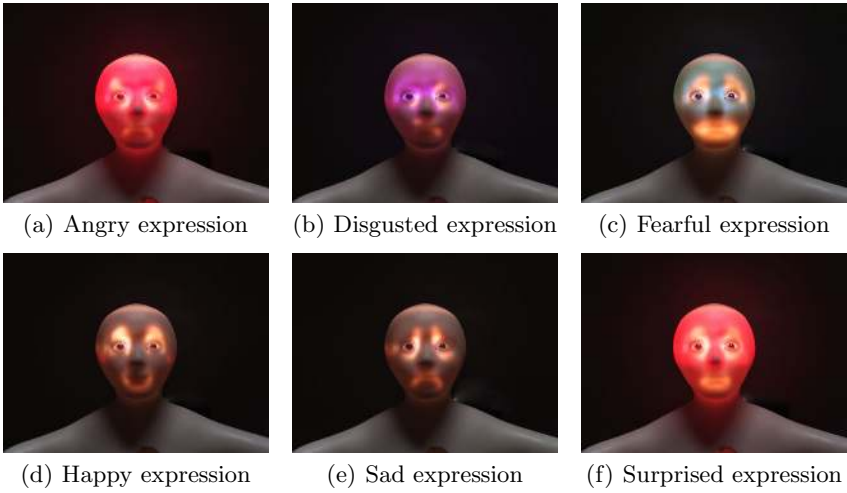 (a) Angry expression
(b) Disgusted expression
(c) Fearful expression
(d) Happy expression
(e) Sad expression
(f) Surprised expression